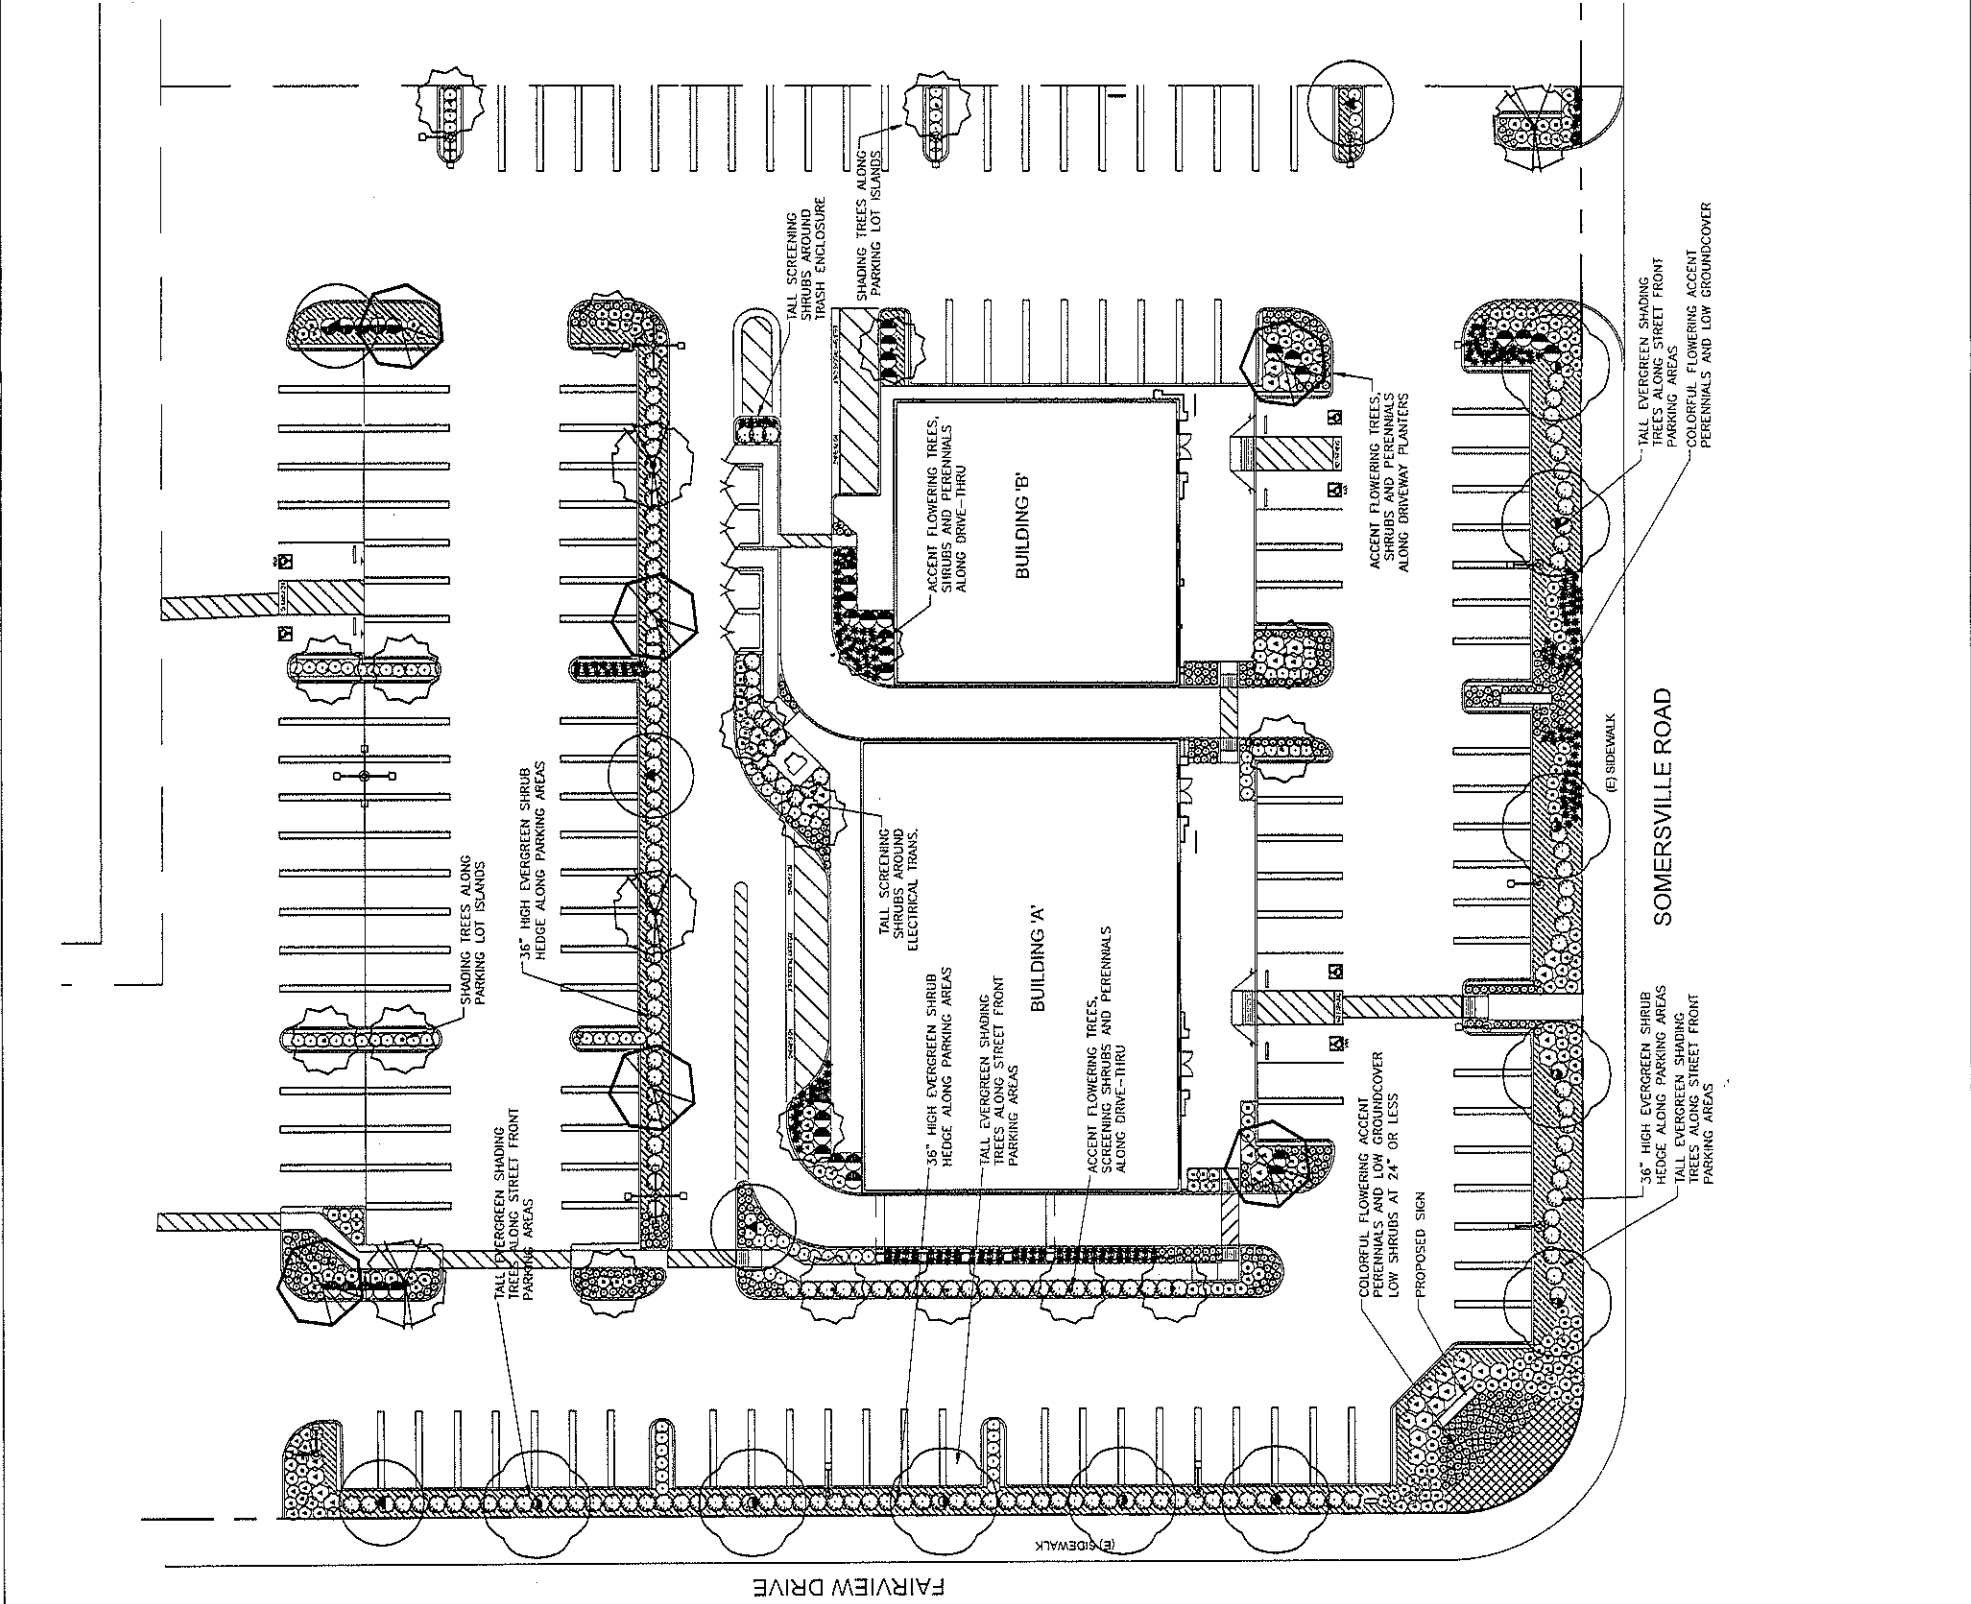 TALL SCREENING
SHRUBS AROUND
TRASH ENCLOSURE
SHADING TREES ALONG
PARKING LOT ISLANDS
ACCENT FLOWERING TREES,
SHRUBS AND PERENNIALS
ALONG DRIVE-THRU
BUILDING 'B'
ACCENT FLOWERING TREES,
SHRUBS AND PERENNIALS
ALONG DRIVEWAY PLANTERS
TALL EVERGREEN SHADING
TREES ALONG STREET FRONT
PARKING AREAS
COLORFUL FLOWERING ACCENT
PERENNIALS AND LOW GROUNDCOVER
SHADING TREES ALONG
PARKING LOT ISLANDS
36" HIGH EVERGREEN SHRUB
HEDGE ALONG PARKING AREAS
TALL SCREENING
SHRUBS AROUND
ELECTRICAL TRANS.
BUILDING 'A'
(E) SIDEWALK
SOMERSVILLE ROAD
TALL EVERGREEN SHADING
TREES ALONG STREET FRONT
PARKING AREAS
36" HIGH EVERGREEN SHRUB
HEDGE ALONG PARKING AREAS
TALL EVERGREEN SHADING
TREES ALONG STREET FRONT
PARKING AREAS
ACCENT FLOWERING TREES,
SCREENING SHRUBS AND PERENNIALS
ALONG DRIVE-THRU
COLORFUL FLOWERING ACCENT
PERENNIALS AND LOW GROUNDCOVER
LOW SHRUBS AT 24" OR LESS
PROPOSED SIGN
36" HIGH EVERGREEN SHRUB
HEDGE ALONG PARKING AREAS
TALL EVERGREEN SHADING
TREES ALONG STREET FRONT
PARKING AREAS
(E) SIDEWALK
FAIRVIEW DRIVE